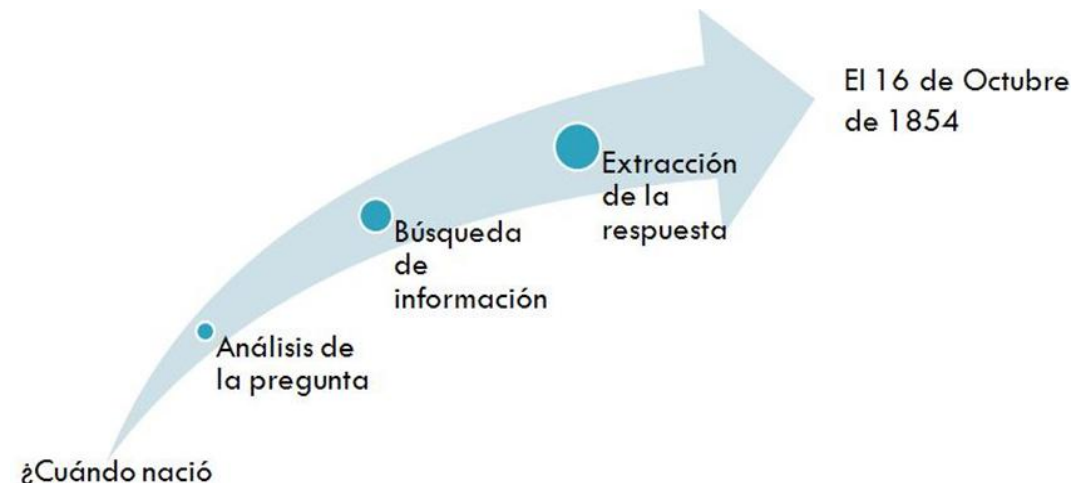 El 16 de Octubre
de 1854
Extracción
de la
respuesta
Búsqueda
de
información
Análisis de
la pregunta
¿Cuándo nació